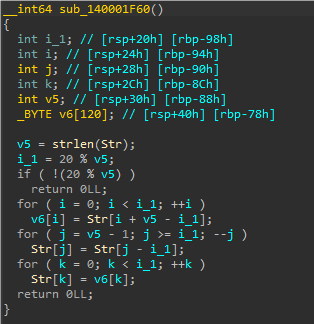 __int64 sub_140001F60()
{
  int i_1; // [rsp+20h] [rbp-98h]
  int i; // [rsp+24h] [rbp-94h]
  int j; // [rsp+28h] [rbp-90h]
  int k; // [rsp+2Ch] [rbp-8Ch]
  int v5; // [rsp+30h] [rbp-88h]
  _BYTE v6[120]; // [rsp+40h] [rbp-78h]

  v5 = strlen(Str);
  i_1 = 20 % v5;
  if ( !(20 % v5) )
    return 0LL;
  for ( i = 0; i < i_1; ++i )
    v6[i] = Str[i + v5 - i_1];
  for ( j = v5 - 1; j >= i_1; --j )
    Str[j] = Str[j - i_1];
  for ( k = 0; k < i_1; ++k )
    Str[k] = v6[k];
  return 0LL;
}